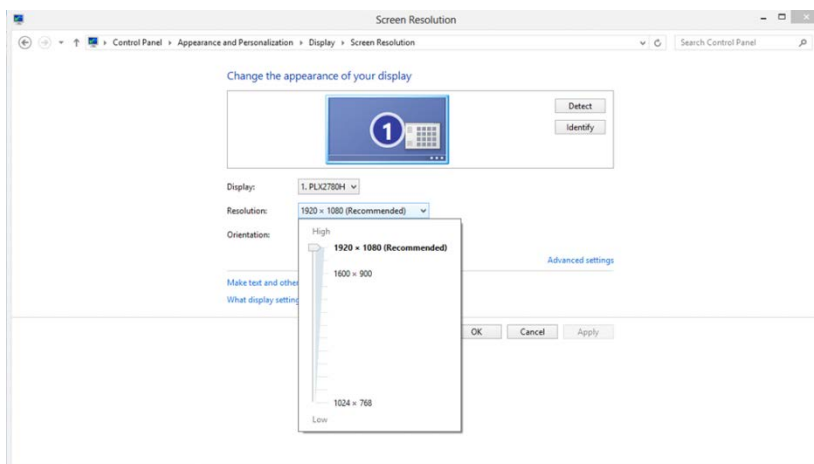 Screen Resolution
Control Panel Appearance and Personalization Display Screen Resolution
Search Control Panel
Change the appearance of your display
1
Detect
Identify
Display: 1. PLX2780H
Resolution: 1920 × 1080 (Recommended)
Orientation:
High
1920 × 1080 (Recommended)
1600 × 900
1024 × 768
Low
Advanced settings
Make text and othe
What display setting
OK Cancel Apply